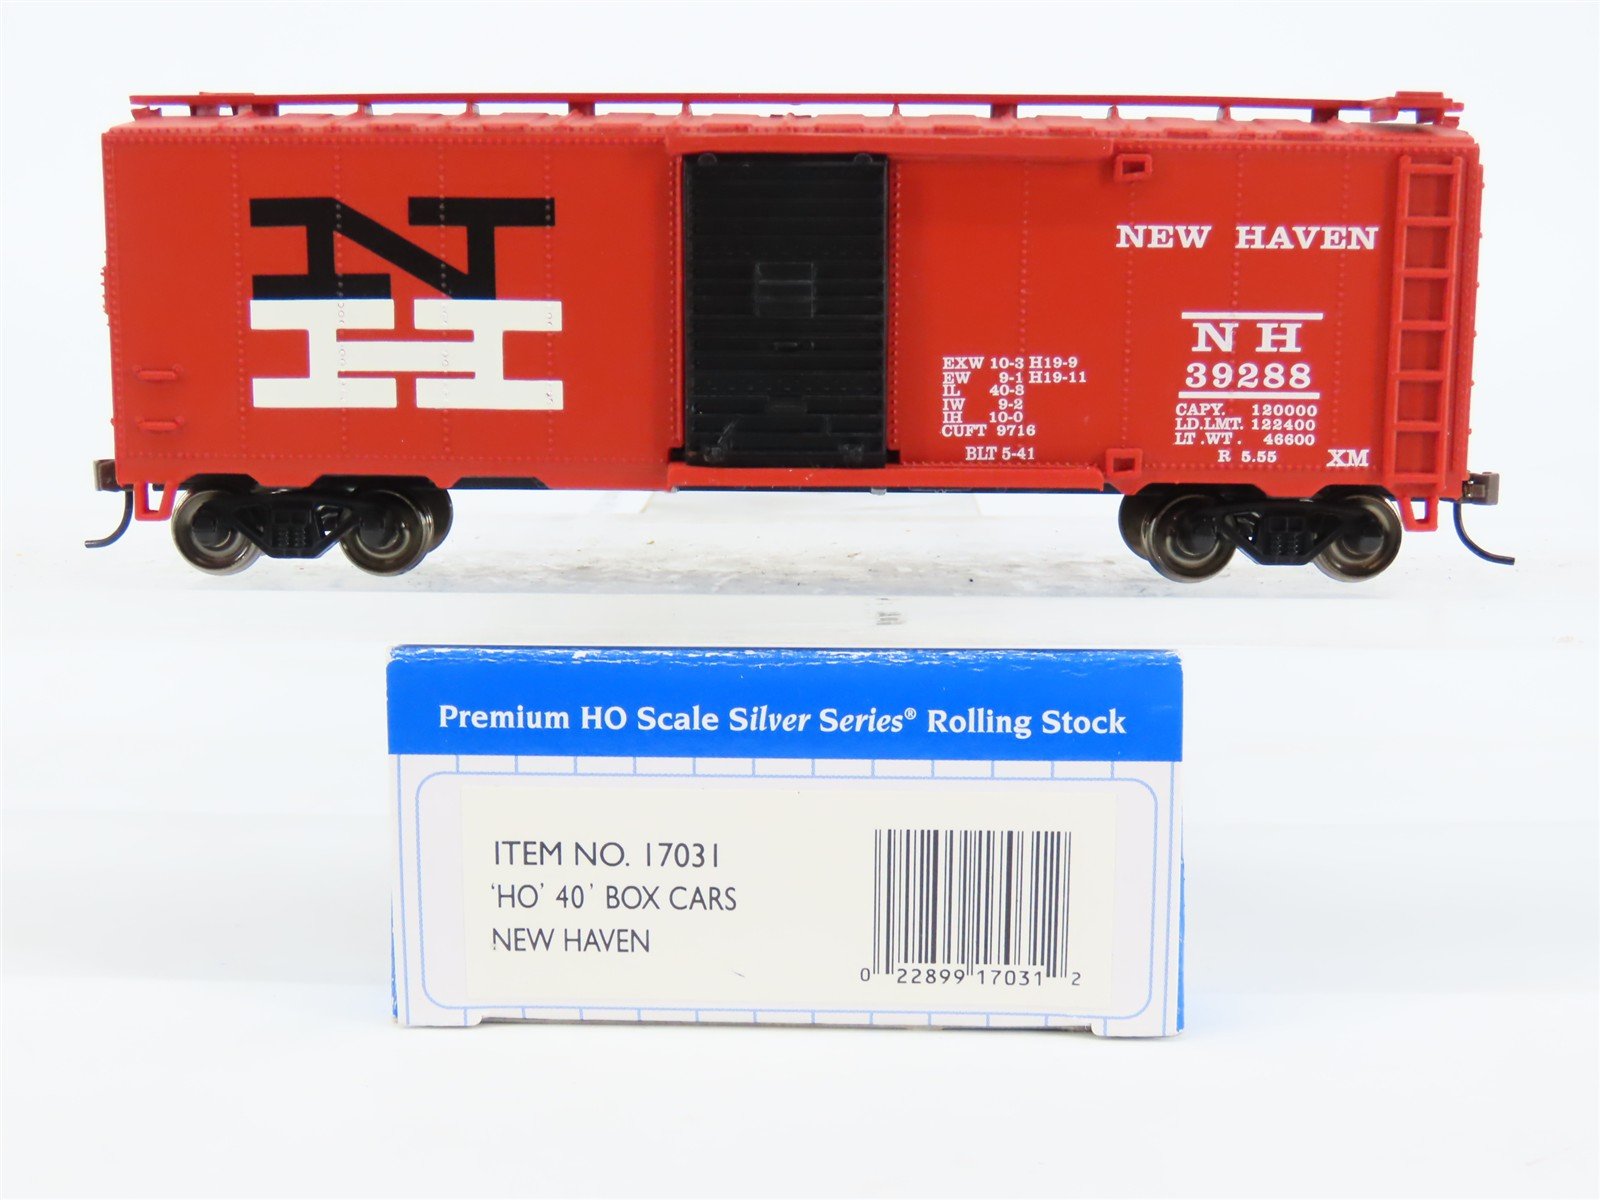 N
H
NEW HAVEN
NH
39288
CAPY. 120000
LD.LMT. 122400
LT.WT. 46600
R 5.55
XM
EXW 10-3 H19-9
EW 9-1 H19-11
IL 40-8
IW 9-2
IH 10-0
CUFT 9716
BLT 5-41
Premium HO Scale Silver Series® Rolling Stock
ITEM NO. 17031
'HO' 40' BOX CARS
NEW HAVEN
0 22899 17031 2